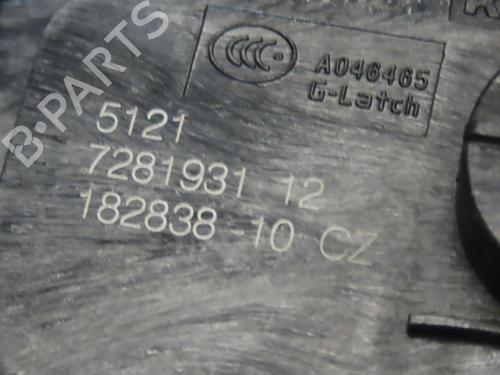 CCC
A046465
G-Latch
5121
7281931 12
182838-10 CZ
B-PARTS